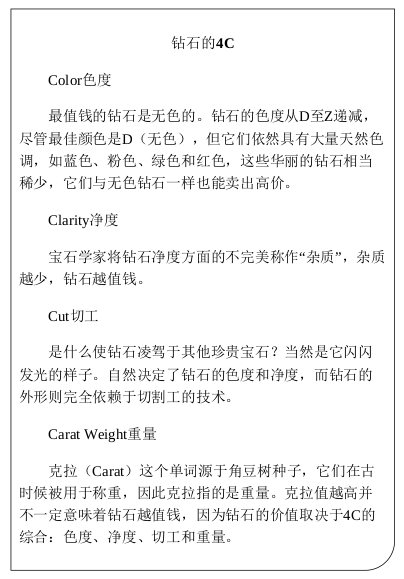 钻石的4C
Color色度
最值钱的钻石是无色的。钻石的色度从D至Z递减，
尽管最佳颜色是D（无色），但它们依然具有大量天然色
调，如蓝色、粉色、绿色和红色，这些华丽的钻石相当
稀少，它们与无色钻石一样也能卖出高价。
Clarity净度
宝石学家将钻石净度方面的不完美称作“杂质”，杂质
越少，钻石越值钱。
Cut切工
是什么使钻石凌驾于其他珍贵宝石？当然是它闪闪
发光的样子。自然决定了钻石的色度和净度，而钻石的
外形则完全依赖于切割工的技术。
Carat Weight重量
克拉（Carat）这个单词源于角豆树种子，它们在古
时候被用于称重，因此克拉指的是重量。克拉值越高并
不一定意味着钻石越值钱，因为钻石的价值取决于4C的
综合：色度、净度、切工和重量。